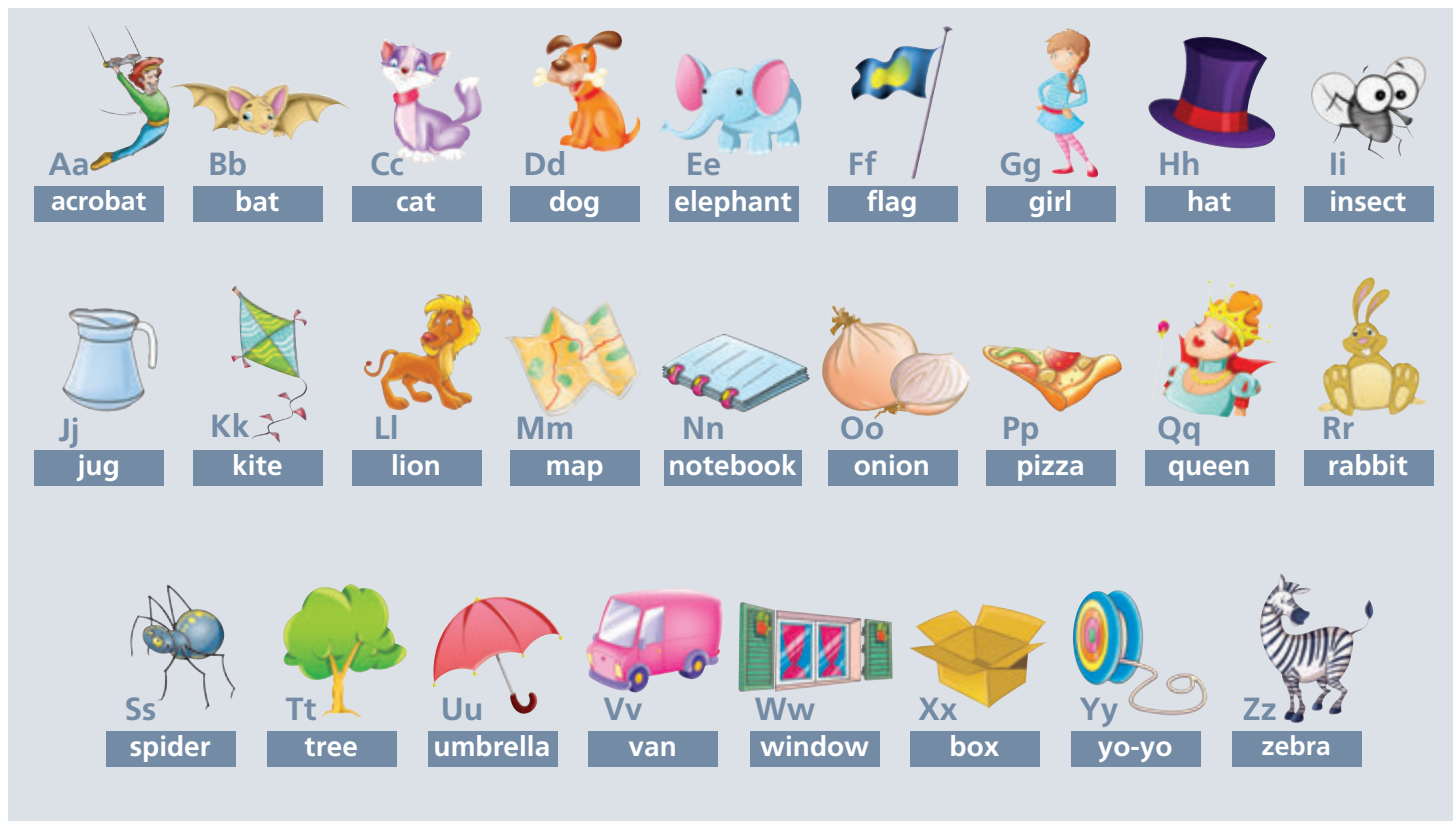 Aa Bb Cc Dd Ee Ff Gg Hh Ii
acrobat bat cat dog elephant flag girl hat insect
Jj Kk Ll Mm Nn Oo Pp Qq Rr
jug kite lion map notebook onion pizza queen rabbit
Ss Tt Uu Vv Ww Xx Yy Zz
spider tree umbrella van window box yo-yo zebra